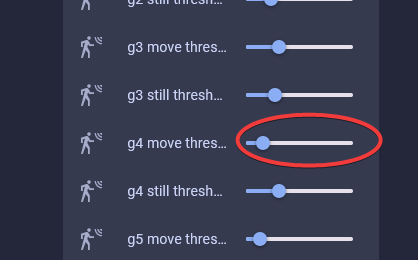 g2 still thresh…
g3 move thres…
g3 still thresh…
g4 move thres…
g4 still thresh…
g5 move thres…